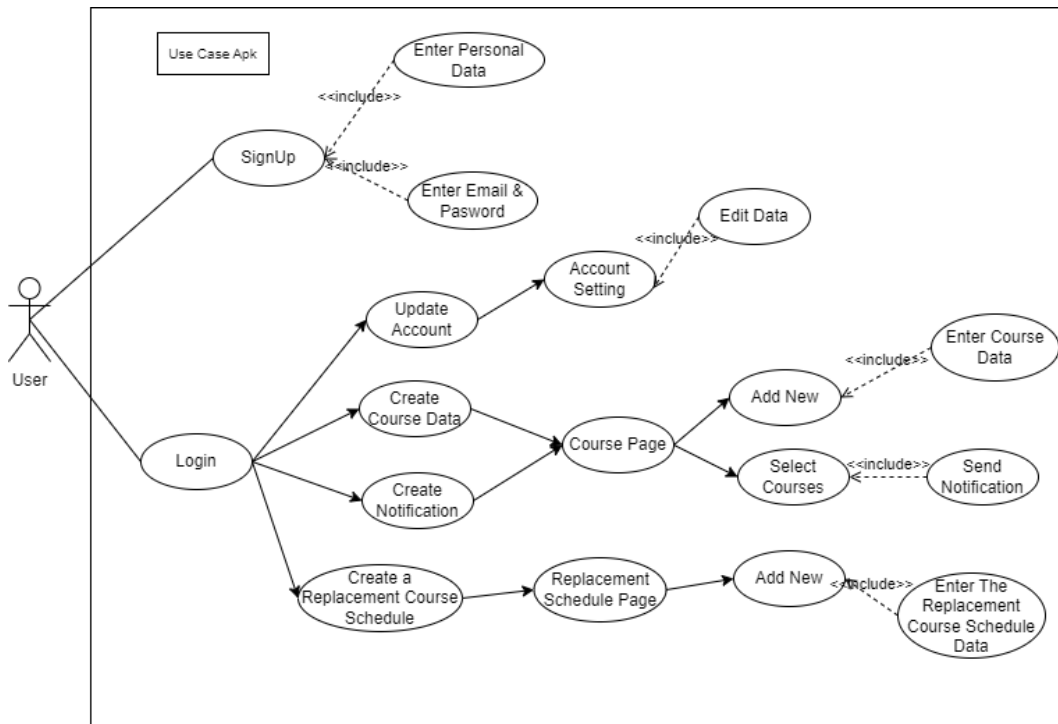 Use Case Apk
Enter Personal
Data
<<include>>
SignUp
<<include>>
Enter Email &
Pasword
Edit Data
<<include>>
Account
Setting
Update
Account
User
Enter Course
Data
<<include>>
Add New
Create
Course Data
Course Page
Login
Select
Courses
<<include>>
Send
Notification
Create
Notification
Create a
Replacement Course
Schedule
Replacement
Schedule Page
Add New
<<include>>
Enter The
Replacement
Course Schedule
Data